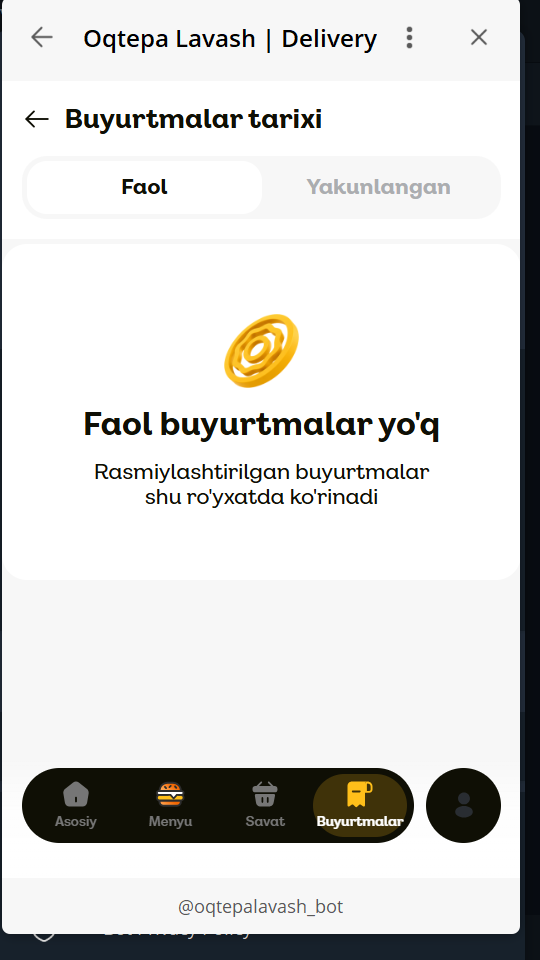 Oqtepa Lavash | Delivery
Buyurtmalar tarixi
Faol
Yakunlangan
Faol buyurtmalar yo'q
Rasmiylashtirilgan buyurtmalar
shu ro'yxatda ko'rinadi
Asosiy
Menyu
Savat
Buyurtmalar
@oqtepalavash_bot